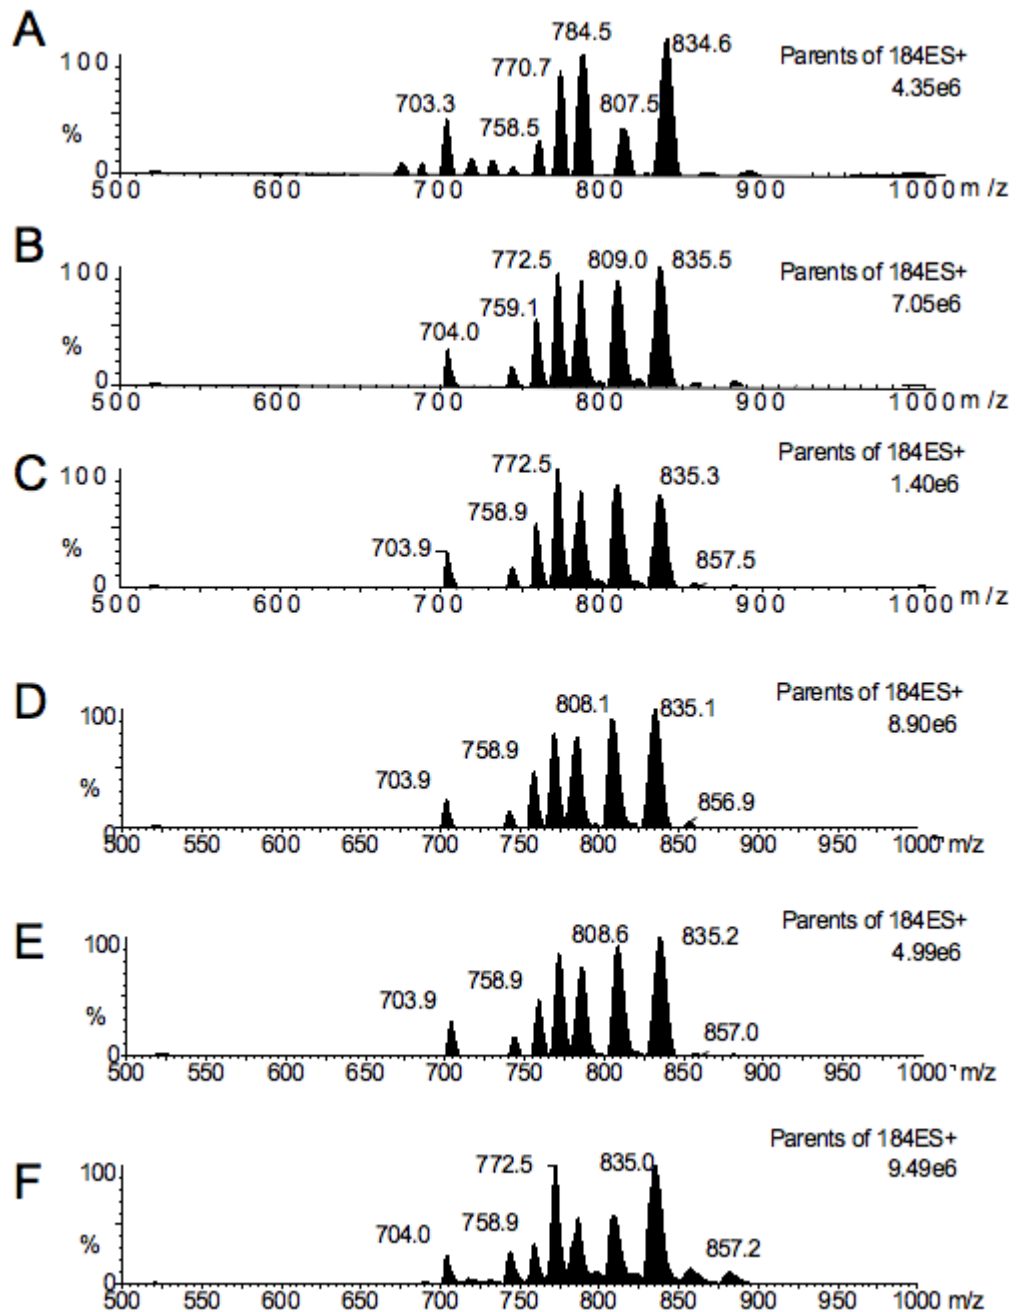 A
784.5
834.6
Parents of 184ES+
4.35e6
100
770.7
703.3
807.5
758.5
%
0
500 600 700 800 900 1000 m/z
B
772.5 809.0 835.5
Parents of 184ES+
7.05e6
100
759.1
704.0
%
0
500 600 700 800 900 1000 m/z
C
Parents of 184ES+
1.40e6
772.5
835.3
100
758.9
703.9
857.5
%
0
500 600 700 800 900 1000 m/z
D
Parents of 184ES+
8.90e6
808.1 835.1
100
758.9
703.9
856.9
%
0
500 550 600 650 700 750 800 850 900 950 1000 m/z
E
Parents of 184ES+
4.99e6
808.6 835.2
100
758.9
703.9
857.0
%
0
500 550 600 650 700 750 800 850 900 950 1000 m/z
F
Parents of 184ES+
9.49e6
772.5 835.0
100
758.9
704.0
857.2
%
0
500 550 600 650 700 750 800 850 900 950 1000 m/z